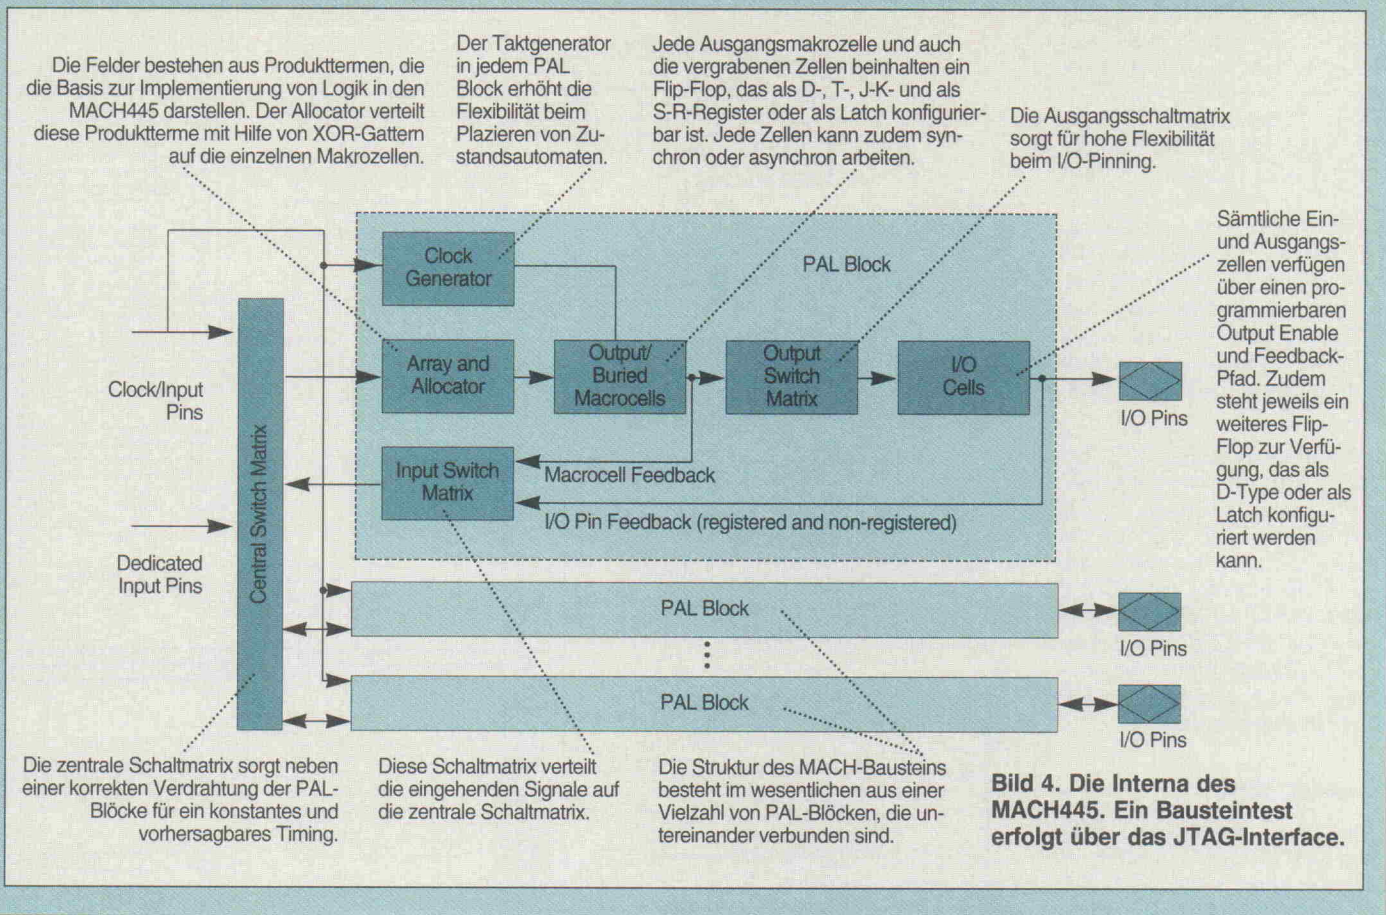 Die Felder bestehen aus Produkttermen, die
die Basis zur Implementierung von Logik in den
MACH445 darstellen. Der Allocator verteilt
diese Produktterme mit Hilfe von XOR-Gattern
auf die einzelnen Makrozellen.
Der Taktgenerator
in jedem PAL
Block erhöht die
Flexibilität beim
Plazieren von Zu-
standsautomaten.
Jede Ausgangsmakrozelle und auch
die vergrabenen Zellen beinhalten ein
Flip-Flop, das als D-, T-, J-K- und als
S-R-Register oder als Latch konfigurier-
bar ist. Jede Zellen kann zudem syn-
chron oder asynchron arbeiten.
Die Ausgangsschaltmatrix
sorgt für hohe Flexibilität
beim I/O-Pinning.
Sämtliche Ein-
und Ausgangs-
zellen verfügen
über einen pro-
grammierbaren
Output Enable
und Feedback-
Pfad. Zudem
steht jeweils ein
weiteres Flip-
Flop zur Verfü-
gung, das als
D-Type oder als
Latch konfigu-
riert werden
kann.
Clock
Generator
PAL Block
Array and
Allocator
Output/
Buried
Macrocells
Output
Switch
Matrix
I/O
Cells
I/O Pins
Clock/Input
Pins
Central Switch Matrix
Input Switch
Matrix
Macrocell Feedback
I/O Pin Feedback (registered and non-registered)
Dedicated
Input Pins
PAL Block
I/O Pins
PAL Block
I/O Pins
Die zentrale Schaltmatrix sorgt neben
einer korrekten Verdrahtung der PAL-
Blöcke für ein konstantes und
vorhersagbares Timing.
Diese Schaltmatrix verteilt
die eingehenden Signale auf
die zentrale Schaltmatrix.
Die Struktur des MACH-Bausteins
besteht im wesentlichen aus einer
Vielzahl von PAL-Blöcken, die un-
tereinander verbunden sind.
Bild 4. Die Interna des
MACH445. Ein Bausteintest
erfolgt über das JTAG-Interface.